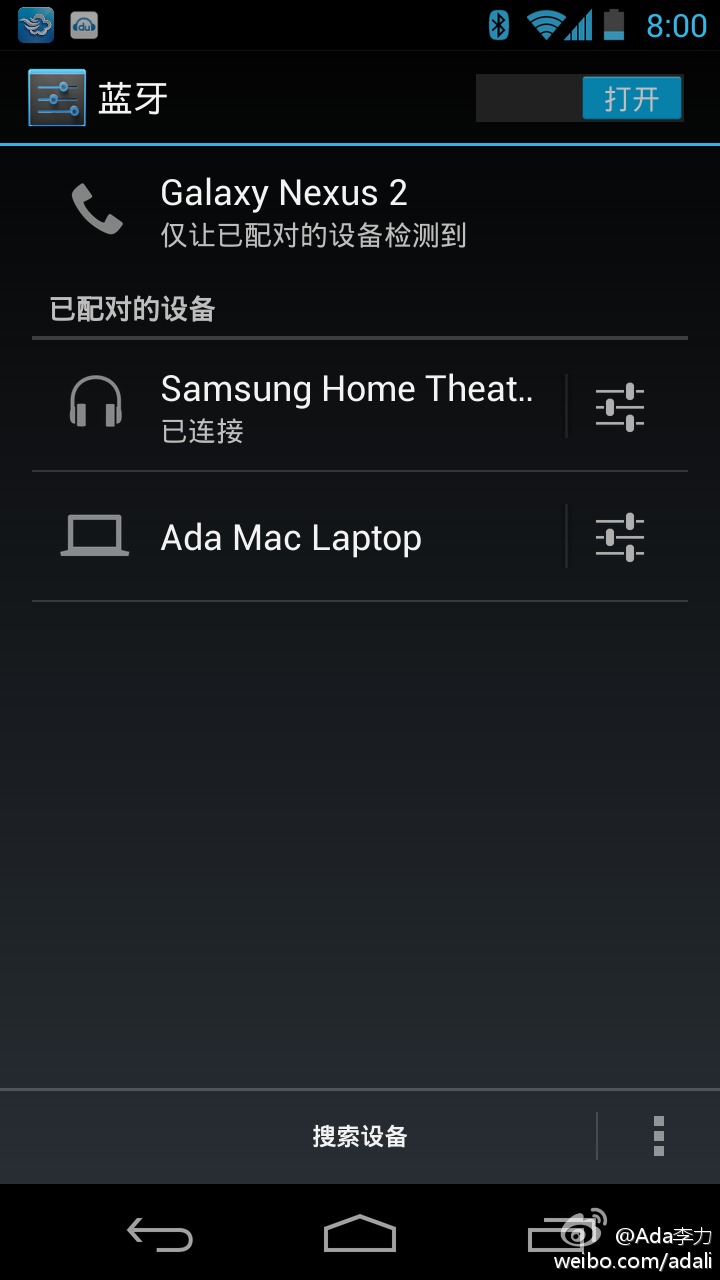 du
8:00
蓝牙
打开
Galaxy Nexus 2
仅让已配对的设备检测到
已配对的设备
Samsung Home Theat..
已连接
Ada Mac Laptop
搜索设备
@Ada李力
weibo.com/adali